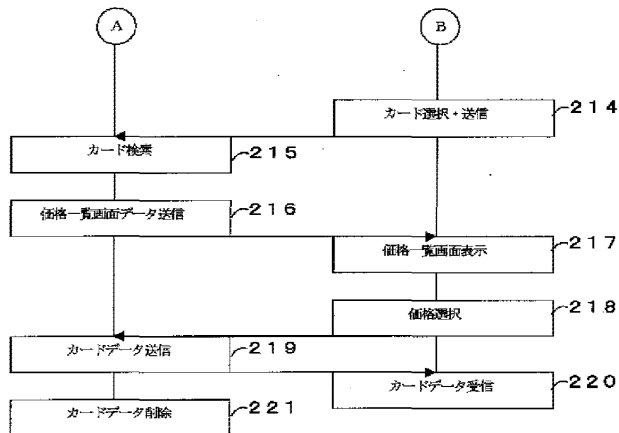 A
B
カード選択・送信
214
カード検索
215
価格一覧画面データ送信
216
価格一覧画面表示
217
価格選択
218
カードデータ送信
219
カードデータ受信
220
カードデータ削除
221